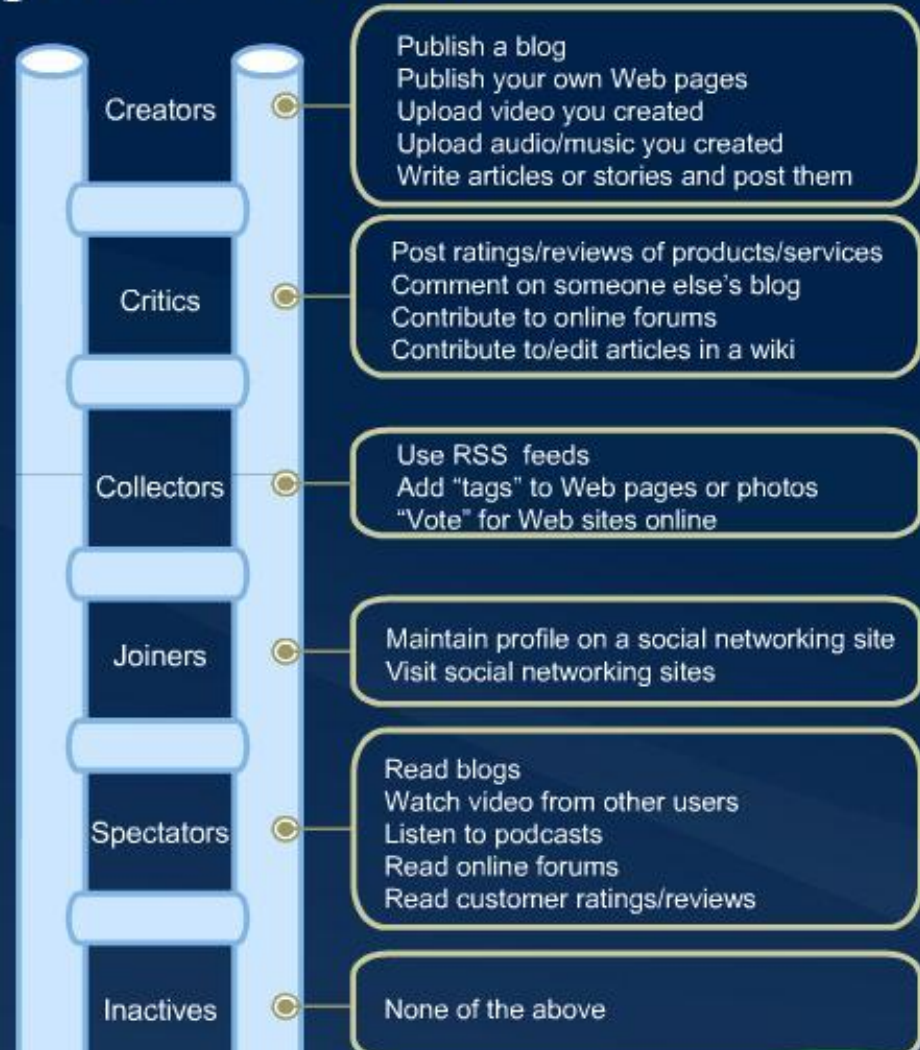 Creators
Publish a blog
Publish your own Web pages
Upload video you created
Upload audio/music you created
Write articles or stories and post them
Critics
Post ratings/reviews of products/services
Comment on someone else's blog
Contribute to online forums
Contribute to/edit articles in a wiki
Collectors
Use RSS  feeds
Add “tags” to Web pages or photos
“Vote” for Web sites online
Joiners
Maintain profile on a social networking site
Visit social networking sites
Spectators
Read blogs
Watch video from other users
Listen to podcasts
Read online forums
Read customer ratings/reviews
Inactives
None of the above